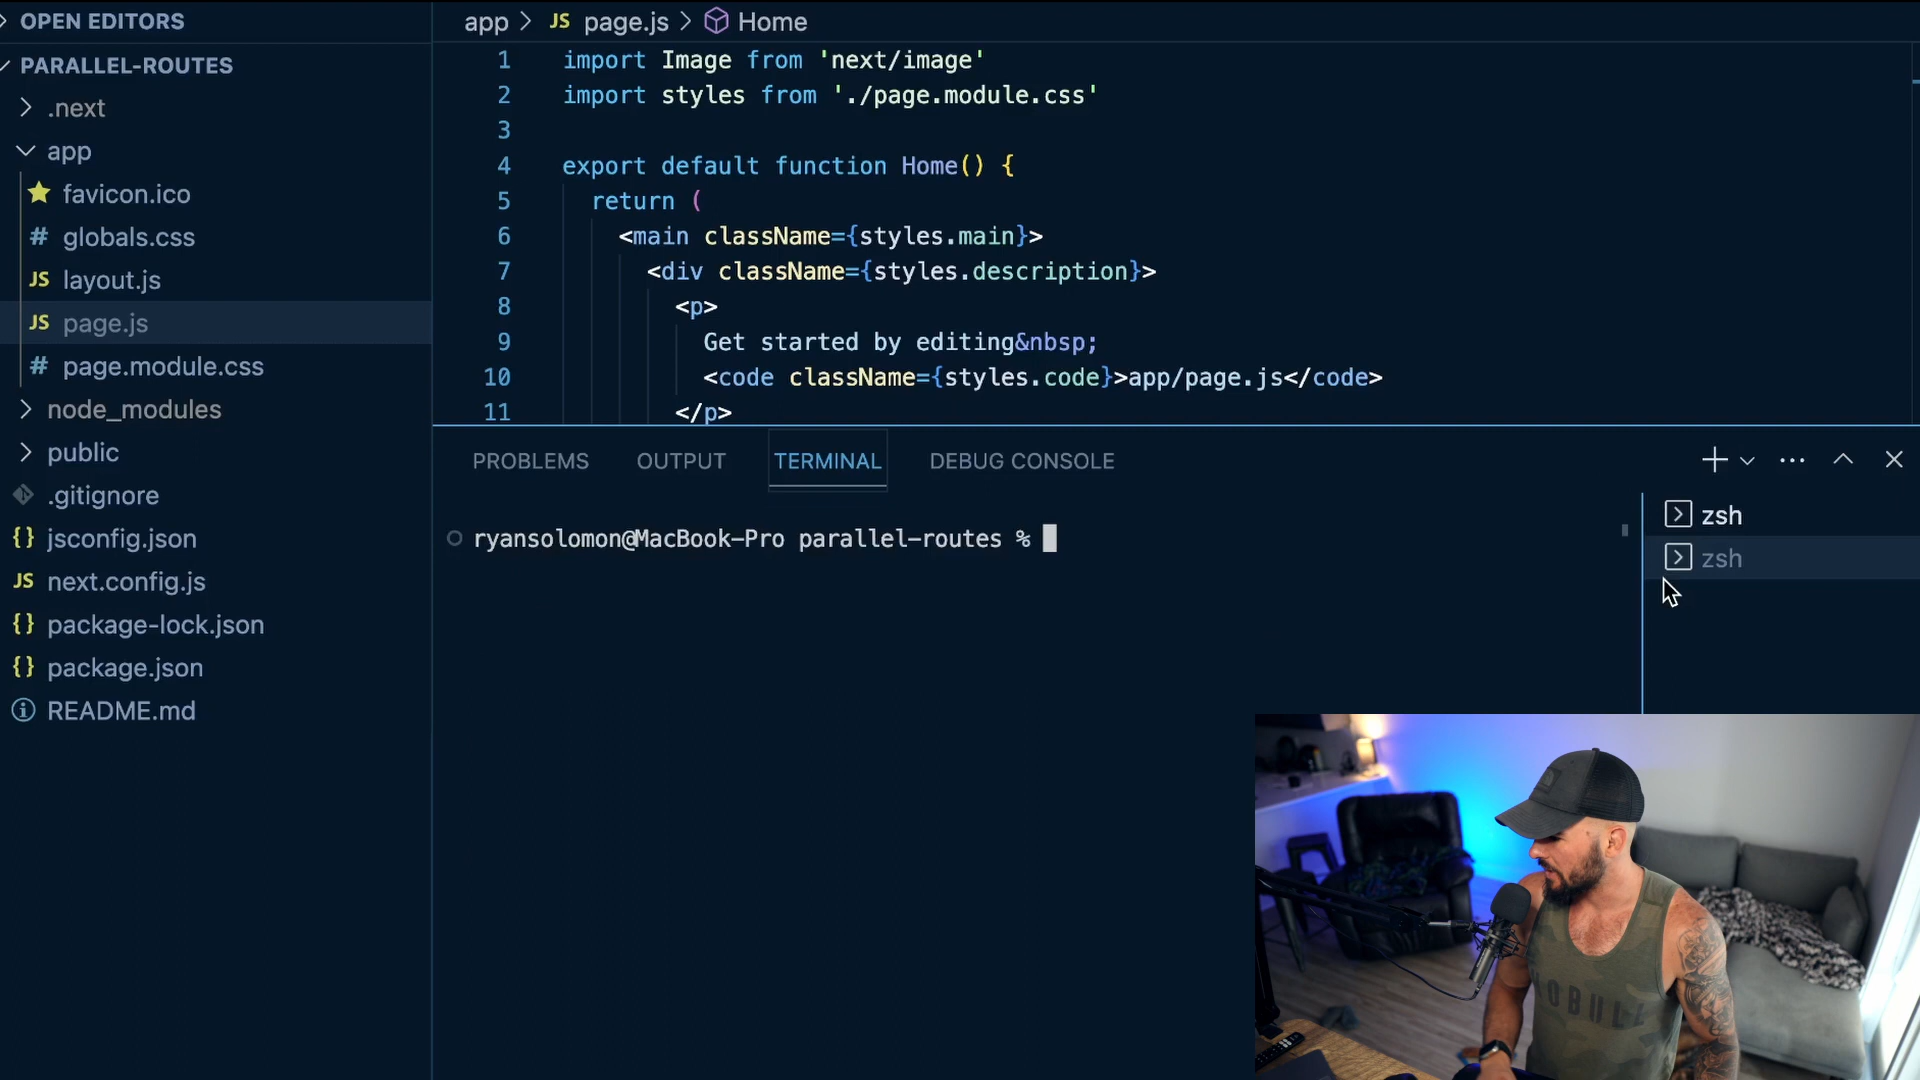 OPEN EDITORS
PARALLEL-ROUTES
.next
app
favicon.ico
globals.css
JS layout.js
JS page.js
page.module.css
node_modules
public
.gitignore
{} jsconfig.json
JS next.config.js
{} package-lock.json
{} package.json
README.md
app > JS page.js > Home
1 import Image from 'next/image'
2 import styles from './page.module.css'
3
4 export default function Home() {
5 return (
6 <main className={styles.main}>
7 <div className={styles.description}>
8 <p>
9 Get started by editing&nbsp;
10 <code className={styles.code}>app/page.js</code>
11 </p>
PROBLEMS OUTPUT TERMINAL DEBUG CONSOLE
ryansolomon@MacBook-Pro parallel-routes %
zsh
zsh